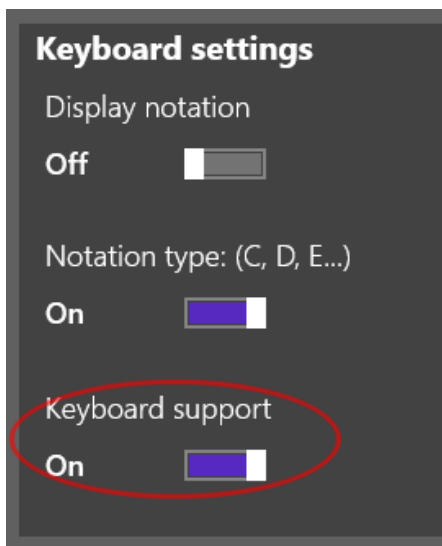 Keyboard settings
Display notation
Off
Notation type: (C, D, E...)
On
Keyboard support
On